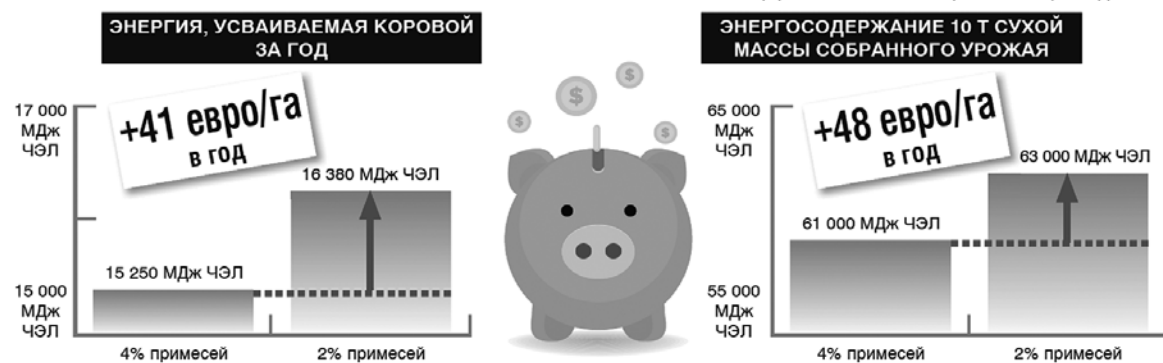 ЭНЕРГИЯ, УСВАИВАЕМАЯ КОРОВОЙ
ЗА ГОД
+41 евро/га
в год
17 000
МДж
ЧЭЛ
15 000
МДж
ЧЭЛ
15 250 МДж ЧЭЛ
16 380 МДж ЧЭЛ
4% примесей
2% примесей
$
$
$
$
ЭНЕРГОСОДЕРЖАНИЕ 10 Т СУХОЙ
МАССЫ СОБРАННОГО УРОЖАЯ
+48 евро/га
в год
65 000
МДж
ЧЭЛ
55 000
МДж
ЧЭЛ
61 000 МДж ЧЭЛ
63 000 МДж ЧЭЛ
4% примесей
2% примесей